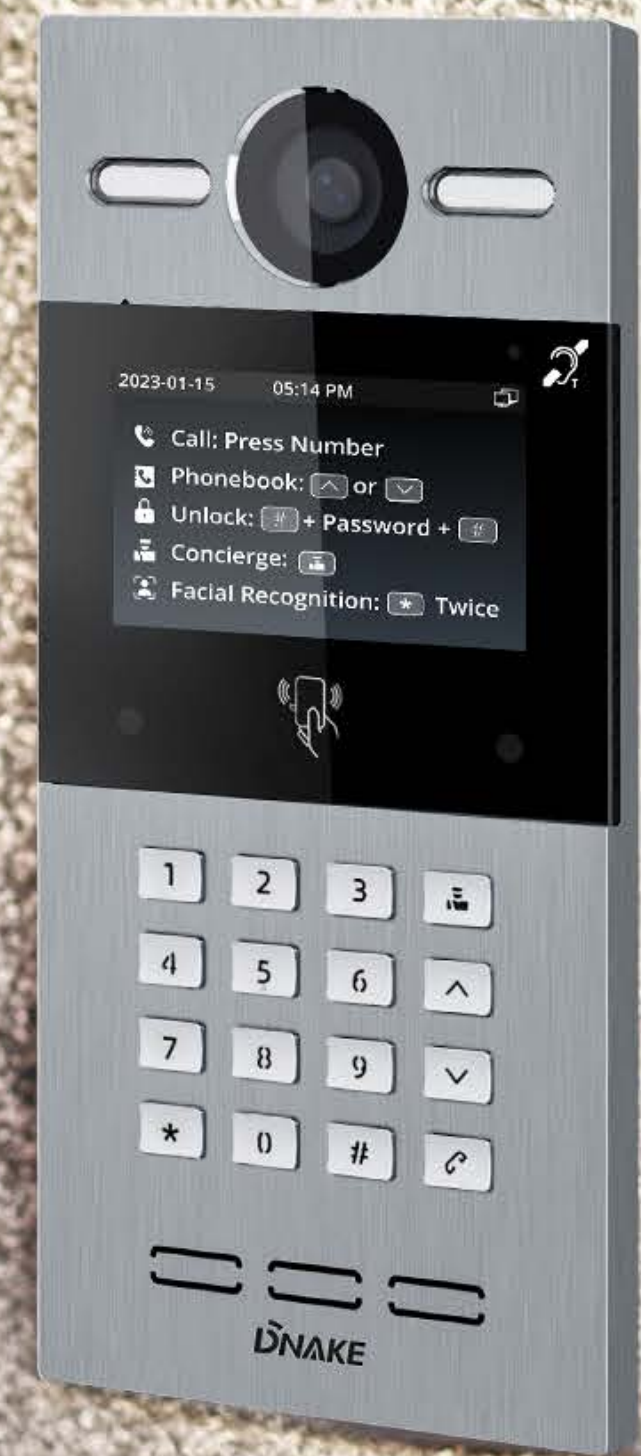 2023-01-15 05:14 PM
Call: Press Number
Phonebook: ^ or ⌄
Unlock: # + Password + #
Concierge:
Facial Recognition: * Twice
T
1 2 3
4 5 6 ^
7 8 9 ⌄
* 0 #
DNAKE